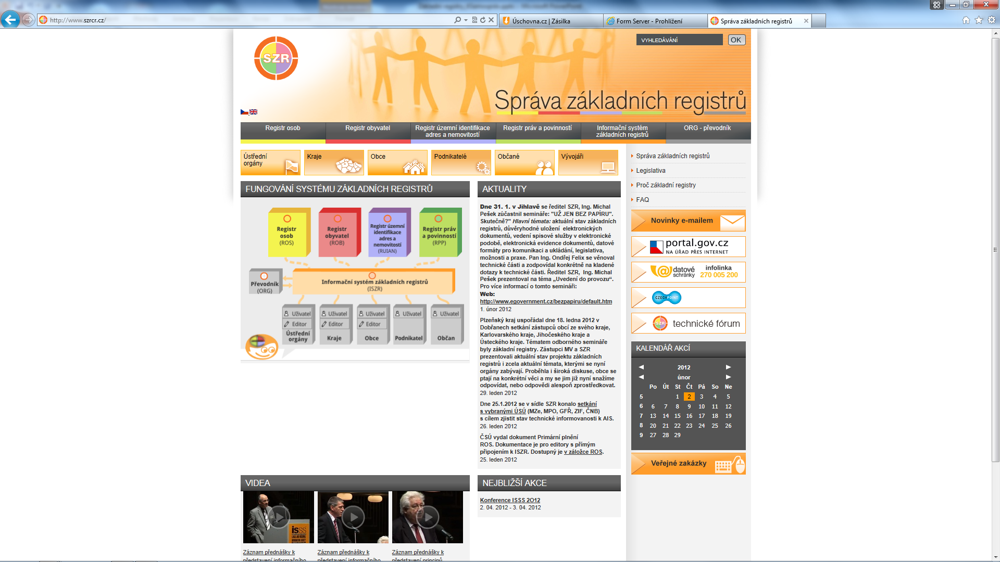 http://www.szrcr.cz/
Úschovna.cz | Zásilka
Form Server - Prohlížení
Správa základních registrů
SZR
VYHLEDÁVÁNÍ
OK
Správa základních registrů
Registr osob
Registr obyvatel
Registr územní identifikace
adres a nemovitostí
Registr práv a povinností
Informační systém
základních registrů
ORG - převodník
Ústřední
orgány
Kraje
Obce
Podnikatelé
Občané
Vývojáři
FUNGOVÁNÍ SYSTÉMU ZÁKLADNÍCH REGISTRŮ
Registr
osob
(ROS)
Registr
obyvatel
(ROB)
Registr územní
identifikace
adres a
nemovitostí
(RUIAN)
Registr práv
a povinností
(RPP)
Převodník
(ORG)
Informační systém základních registrů
(ISZR)
Uživatel
Editor
Ústřední
orgány
Uživatel
Editor
Kraje
Uživatel
Editor
Obce
Uživatel
Podnikatel
Uživatel
Občan
AKTUALITY
Dne 31. 1. v Jihlavě se ředitel SZR, Ing. Michal
Pešek zúčastnil semináře: "UŽ JEN BEZ PAPÍRU".
Skutečně?" Hlavní témata: aktuální stav základních
registrů, důvěryhodné uložení elektronických
dokumentů, vedení spisové služby v elektronické
podobě, elektronická evidence dokumentů, datové
formáty pro komunikaci a ukládání, legislativa,
možnosti a praxe. Pan Ing. Ondřej Felix se věnoval
technické části a zodpovídal konkrétně na kladené
dotazy k technické části. Ředitel SZR, Ing. Michal
Pešek prezentoval na téma „Uvedení do provozu“.
Pro více informací o tomto semináři:
Web:
http://www.egovernment.cz/bezpapiru/default.htm
1. únor 2012
Plzeňský kraj uspořádal dne 18. ledna 2012 v
Dobřanech setkání zástupců obcí ze svého kraje,
Karlovarského kraje, Jihočeského kraje a
Ústeckého kraje. Tématem odborného semináře
byly základní registry. Zástupci MV a SZR
prezentovali aktuální stav projektu základních
registrů i zcela aktuální témata, kterými se nyní
orgány zabývají. Proběhla i široká diskuse, obce se
ptají na konkrétní věci a my se jim již nyní snažíme
odpovídat, nebo odpovědi alespoň zprostředkovat.
29. leden 2012
Dne 25.1.2012 se v sídle SZR konalo setkání
s vybranými ÚSÚ (MZe, MPO, GFŘ, ZIF, ČNB)
s cílem zjistit stav technické informovanosti k AIS.
26. leden 2012
ČSÚ vydal dokument Primární plnění
ROS. Dokumentace je pro editory s přímým
připojením k ISZR. Dostupný je v záložce ROS.
25. leden 2012
Správa základních registrů
Legislativa
Proč základní registry
FAQ
Novinky e-mailem
portal.gov.cz
NA ÚŘAD PŘES INTERNET
datové
schránky
infolinka
270 005 200
CZECHPOINT
SZR
technické fórum
KALENDÁŘ AKCÍ
2012
únor
Po Út St Čt Pá So Ne
5 1 2 3 4 5
6 6 7 8 9 10 11 12
7 13 14 15 16 17 18 19
8 20 21 22 23 24 25 26
9 27 28 29
Veřejné zakázky
VIDEA
isss
Záznam přednášky k
představení informačního
Záznam přednášky k
představení informačního
Záznam přednášky k
představení principů
NEJBLIŽŠÍ AKCE
Konference ISSS 2012
2. 04. 2012 - 3. 04. 2012